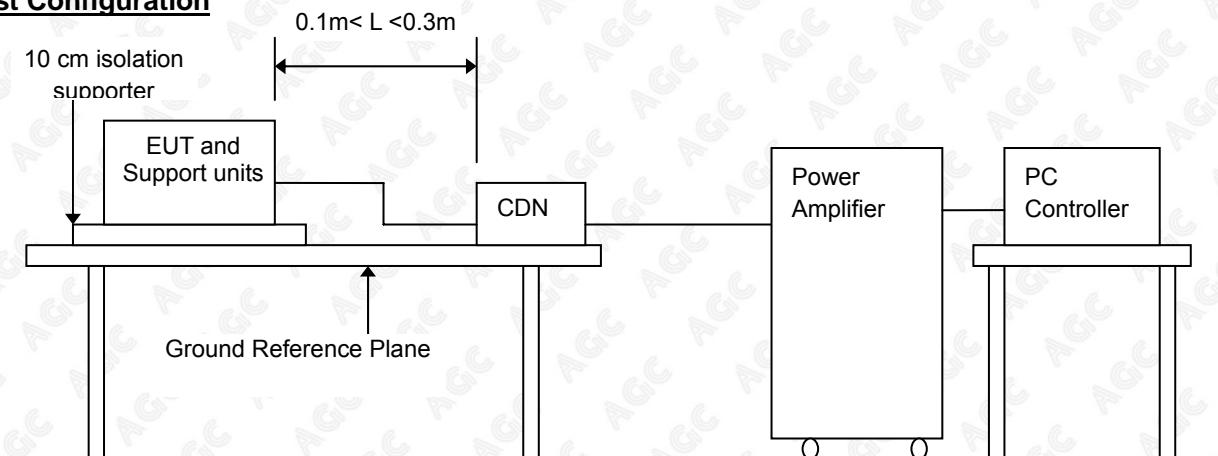 st Configuration
0.1m< L <0.3m
10 cm isolation
supporter
EUT and
Support units
CDN
Power
Amplifier
PC
Controller
Ground Reference Plane
AGC